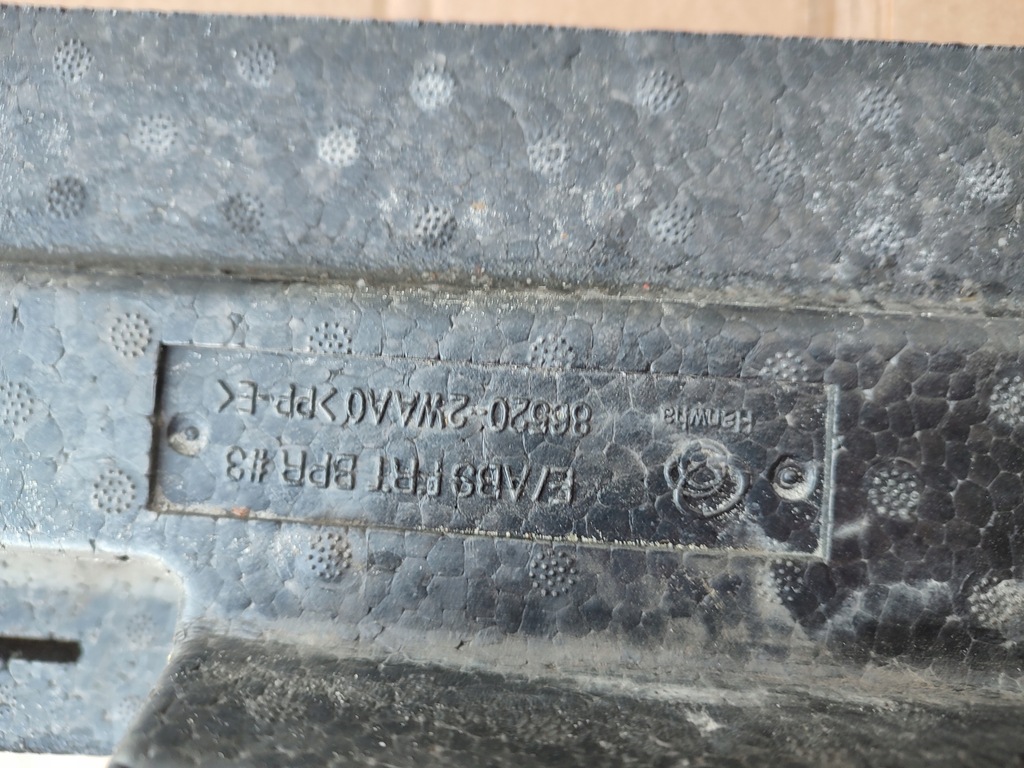 E/ABS FRT BPR #3
Hanwha 86520-2WAA0 >PP-E<